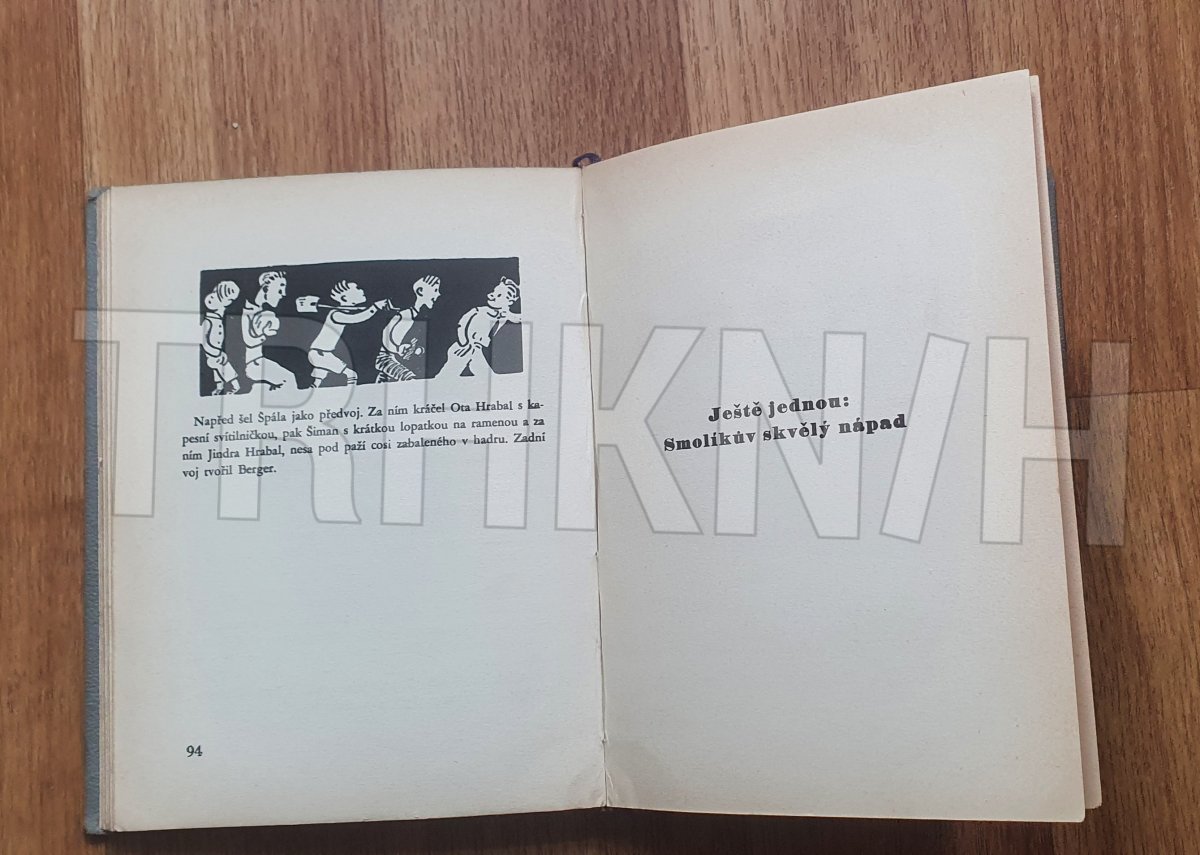 Napřed šel Špála jako předvoj. Za ním kráčel Ota Hrabal s ka-
pesní svítilničkou, pak Šiman s krátkou lopatkou na ramenou a za
ním Jindra Hrabal, nesa pod paží cosi zabaleného v hadru. Zadní
voj tvořil Berger.
94
Ještě jednou:
Smolíkův skvělý nápad
TRHKNIH